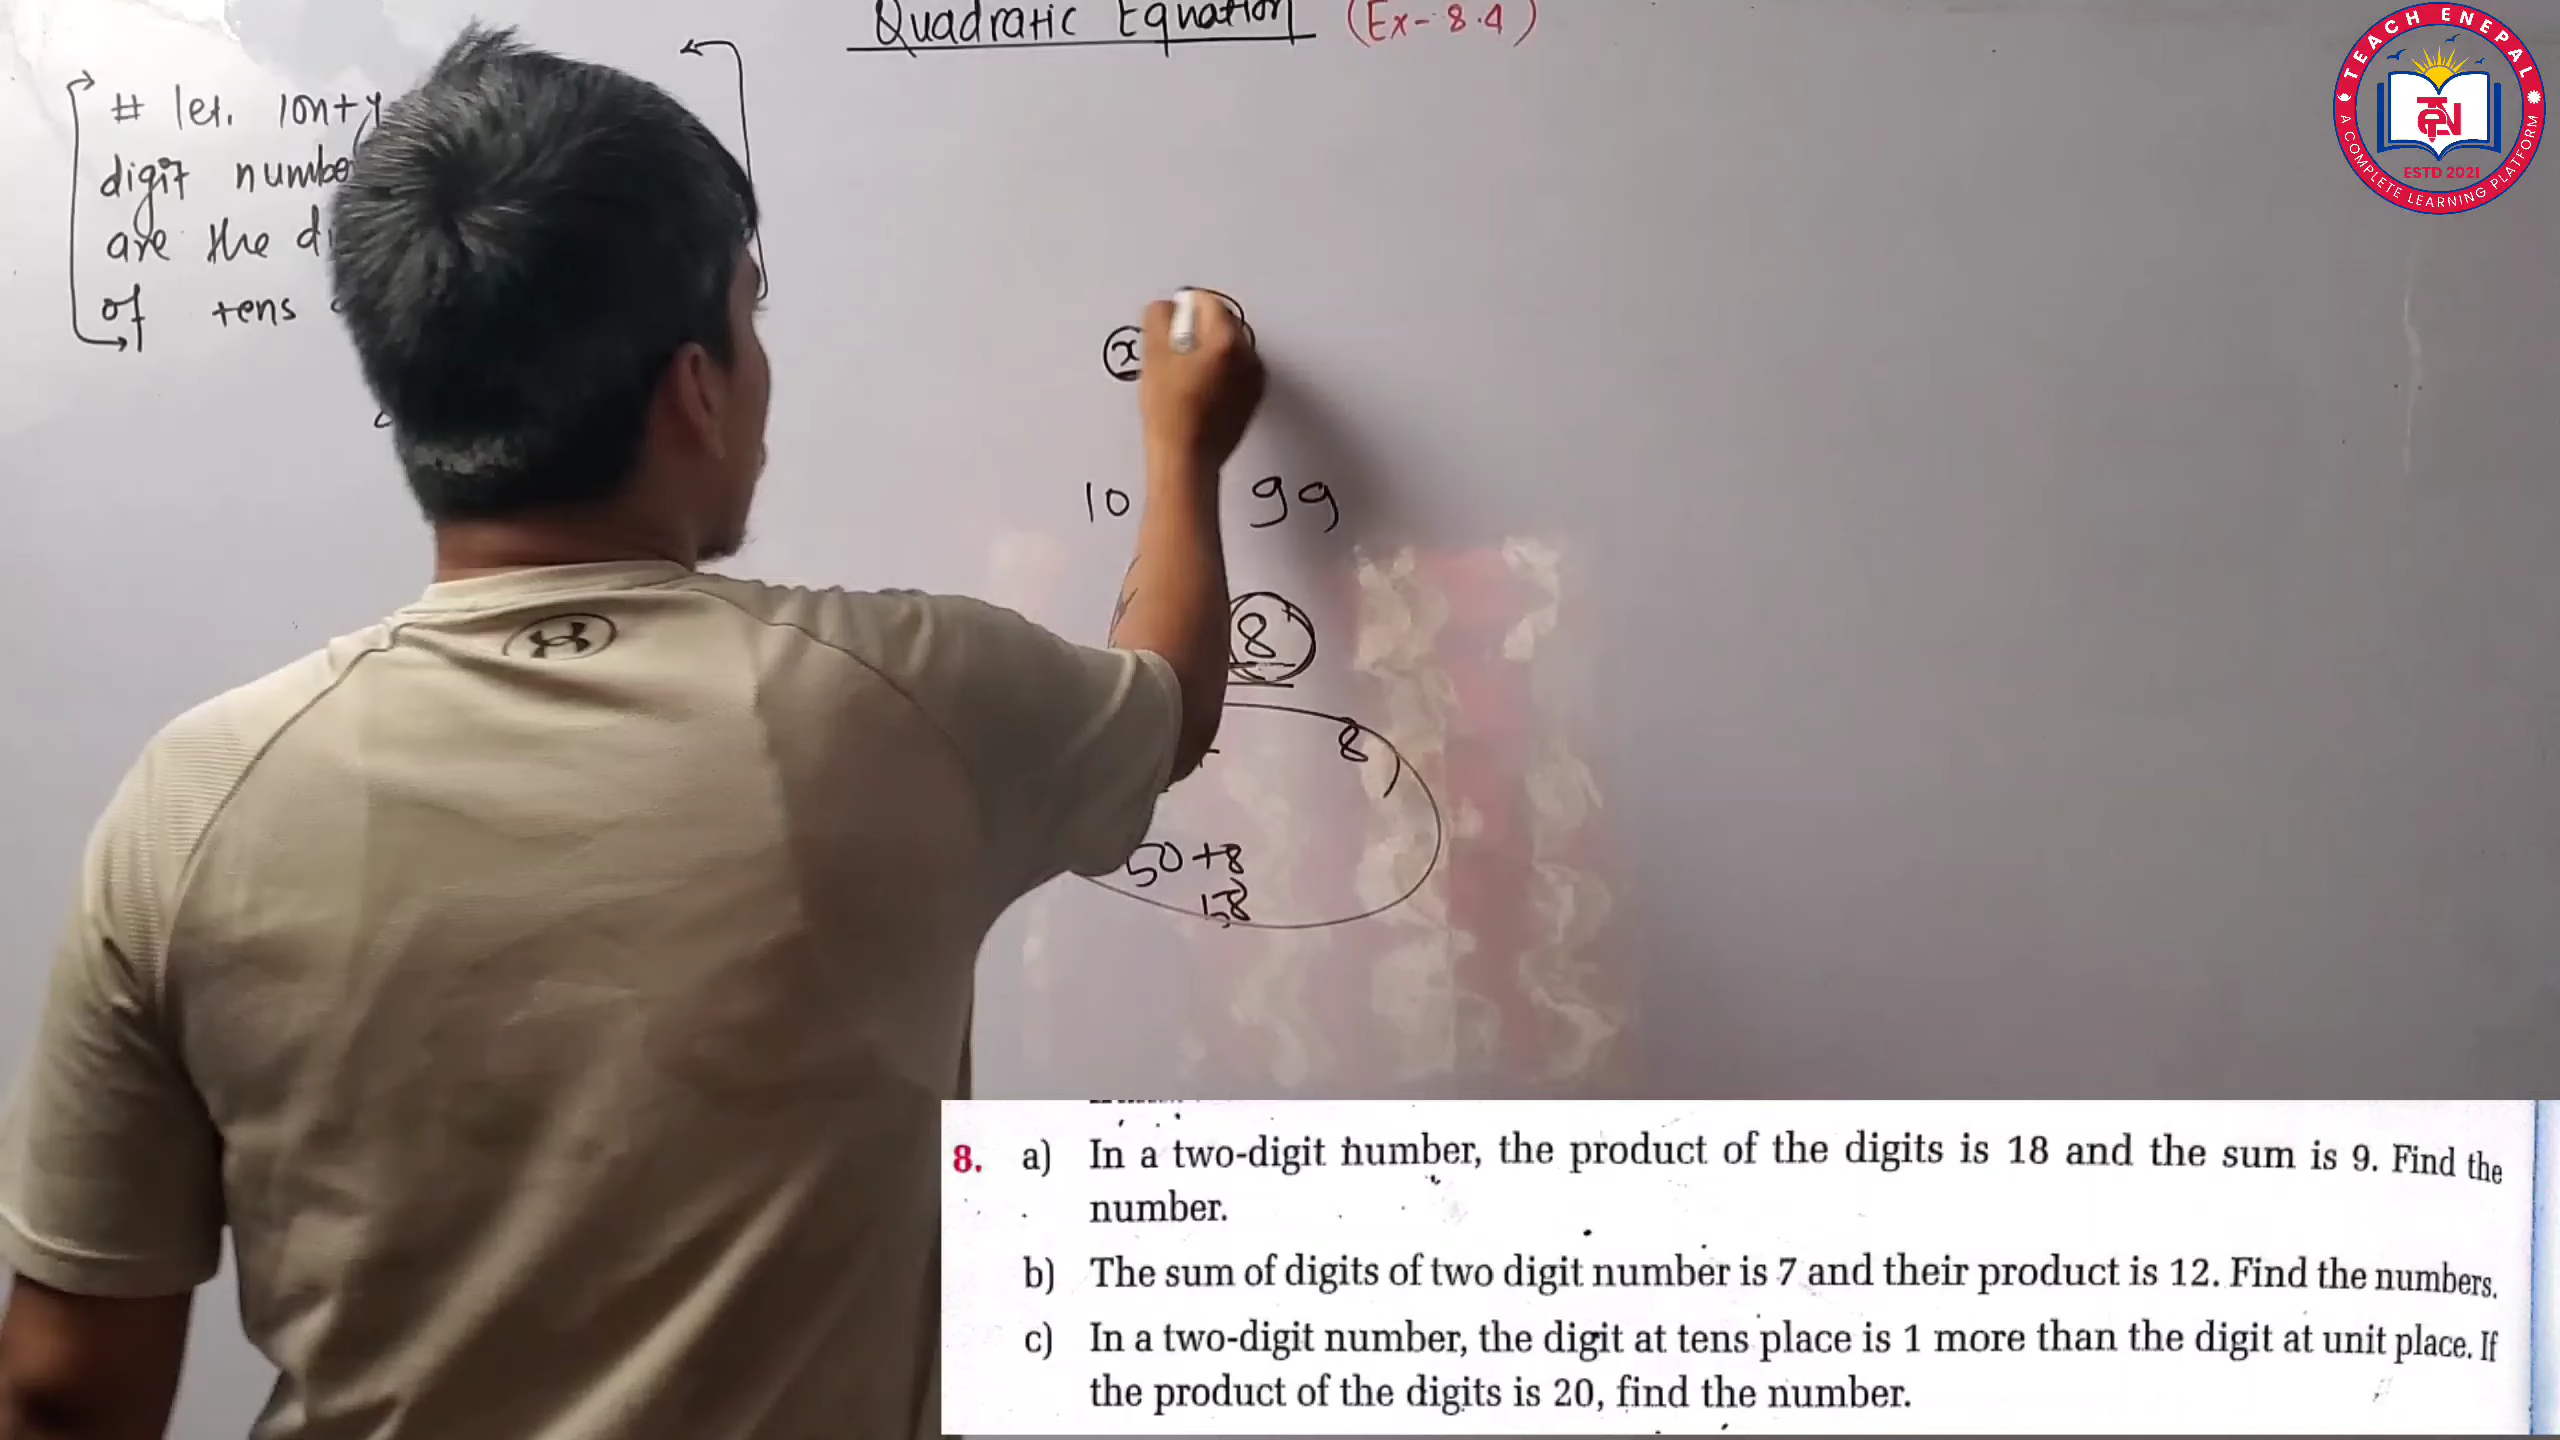 Quadratic Equation (Ex- 8.4)
# let. 10x+y
digit number
are the
of tens
x
10 99
8
8
50+8
58
TEACH ENEPAL
A COMPLETE LEARNING PLATFORM
ESTD 2021
8. a) In a two-digit number, the product of the digits is 18 and the sum is 9. Find the
number.
b) The sum of digits of two digit number is 7 and their product is 12. Find the numbers.
c) In a two-digit number, the digit at tens place is 1 more than the digit at unit place. If
the product of the digits is 20, find the number.